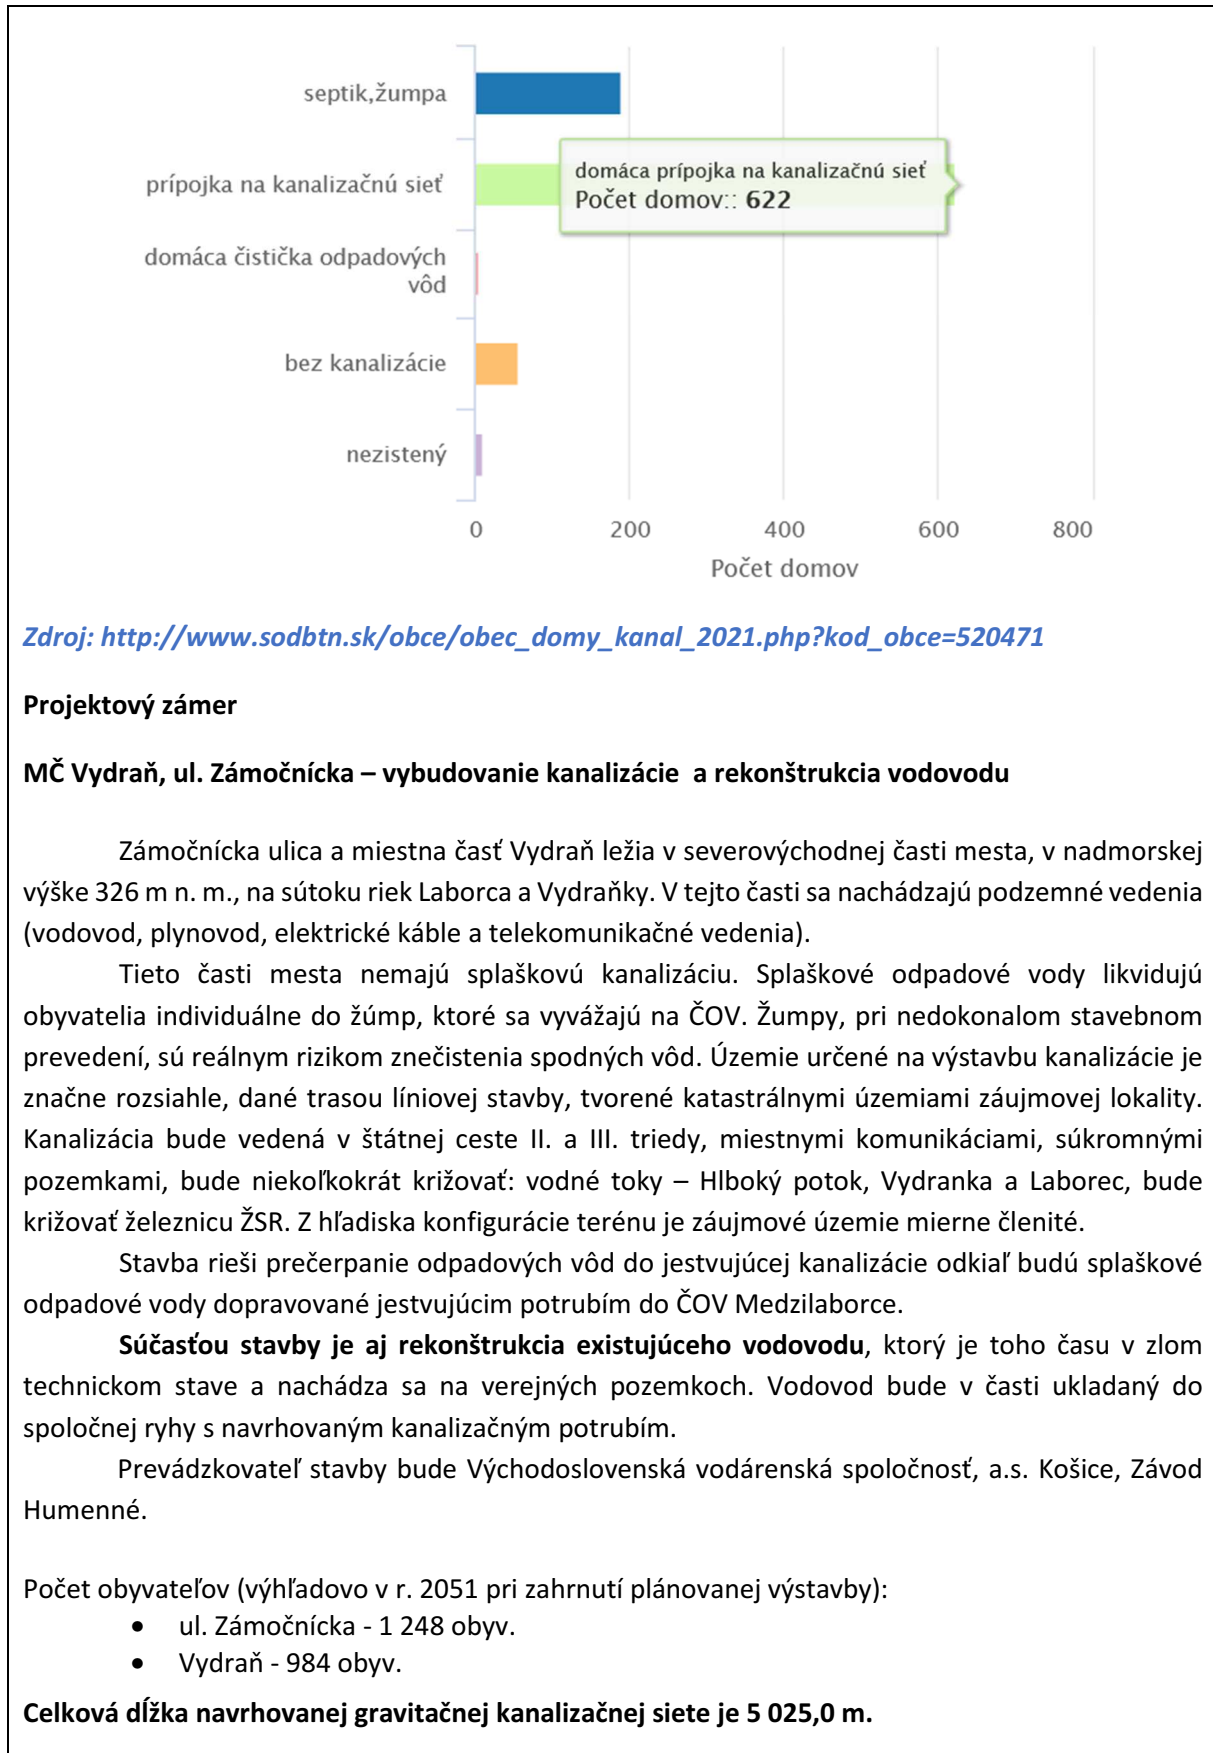 septik,žumpa
prípojka na kanalizačnú sieť
domáca prípojka na kanalizačnú sieť
Počet domov:: 622
domáca čistička odpadových
vôd
bez kanalizácie
nezistený
0 200 400 600 800
Počet domov
Zdroj: http://www.sodbtn.sk/obce/obec_domy_kanal_2021.php?kod_obce=520471
Projektový zámer
MČ Vydraň, ul. Zámočnícka – vybudovanie kanalizácie a rekonštrukcia vodovodu
Zámočnícka ulica a miestna časť Vydraň ležia v severovýchodnej časti mesta, v nadmorskej
výške 326 m n. m., na sútoku riek Laborca a Vydraňky. V tejto časti sa nachádzajú podzemné vedenia
(vodovod, plynovod, elektrické káble a telekomunikačné vedenia).
Tieto časti mesta nemajú splaškovú kanalizáciu. Splaškové odpadové vody likvidujú
obyvatelia individuálne do žúmp, ktoré sa vyvážajú na ČOV. Žumpy, pri nedokonalom stavebnom
prevedení, sú reálnym rizikom znečistenia spodných vôd. Územie určené na výstavbu kanalizácie je
značne rozsiahle, dané trasou líniovej stavby, tvorené katastrálnymi územiami záujmovej lokality.
Kanalizácia bude vedená v štátnej ceste II. a III. triedy, miestnymi komunikáciami, súkromnými
pozemkami, bude niekoľkokrát križovať: vodné toky – Hlboký potok, Vydranka a Laborec, bude
križovať železnicu ŽSR. Z hľadiska konfigurácie terénu je záujmové územie mierne členité.
Stavba rieši prečerpanie odpadových vôd do jestvujúcej kanalizácie odkiaľ budú splaškové
odpadové vody dopravované jestvujúcim potrubím do ČOV Medzilaborce.
Súčasťou stavby je aj rekonštrukcia existujúceho vodovodu, ktorý je toho času v zlom
technickom stave a nachádza sa na verejných pozemkoch. Vodovod bude v časti ukladaný do
spoločnej ryhy s navrhovaným kanalizačným potrubím.
Prevádzkovateľ stavby bude Východoslovenská vodárenská spoločnosť, a.s. Košice, Závod
Humenné.
Počet obyvateľov (výhľadovo v r. 2051 pri zahrnutí plánovanej výstavby):
• ul. Zámočnícka - 1 248 obyv.
• Vydraň - 984 obyv.
Celková dĺžka navrhovanej gravitačnej kanalizačnej siete je 5 025,0 m.